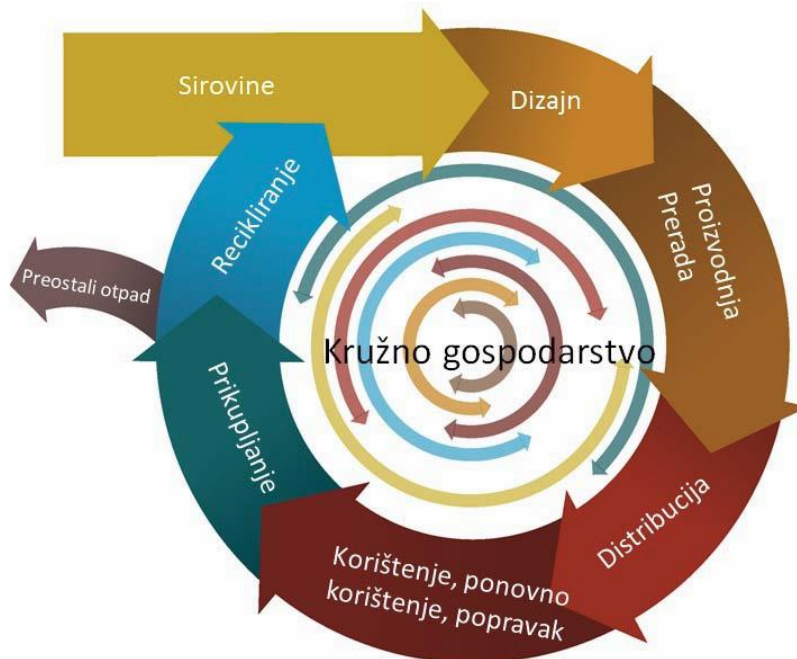 Sirovine
Dizajn
Proizvodnja
Prerada
Distribucija
Korištenje, ponovno
korištenje, popravak
Prikupljanje
Recikliranje
Preostali otpad
Kružno gospodarstvo